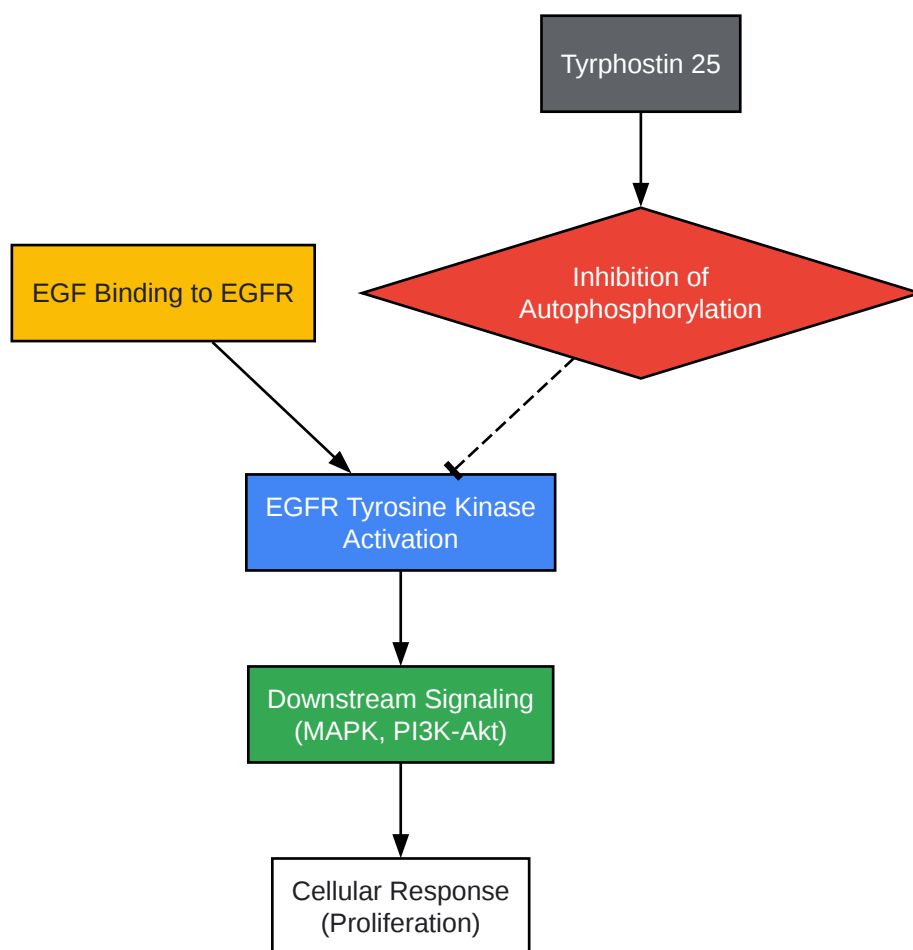 Tyrphostin 25
EGF Binding to EGFR
Inhibition of
Autophosphorylation
EGFR Tyrosine Kinase
Activation
Downstream Signaling
(MAPK, PI3K-Akt)
Cellular Response
(Proliferation)